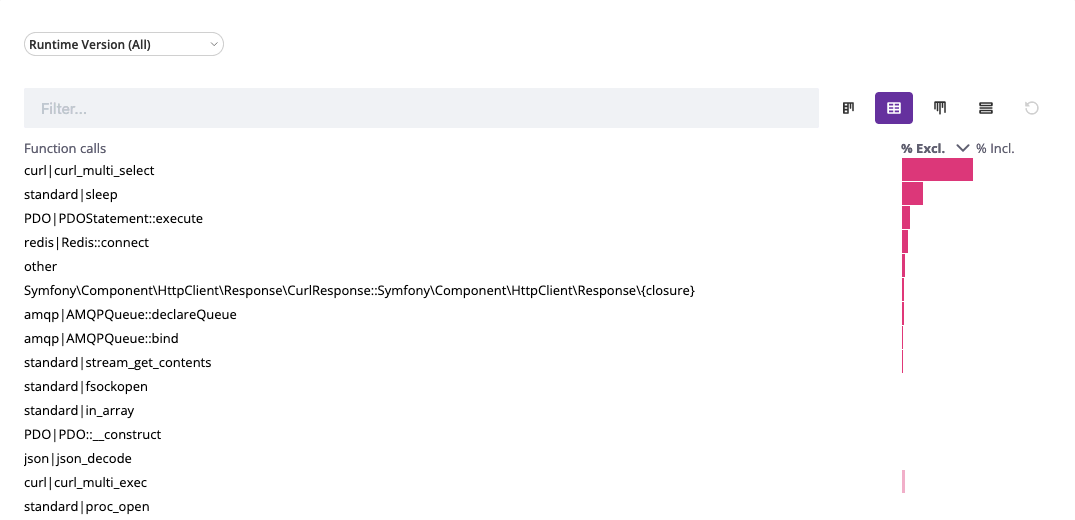 Runtime Version (All)
Filter...
Function calls % Excl. % Incl.
curl|curl_multi_select
standard|sleep
PDO|PDOStatement::execute
redis|Redis::connect
other
Symfony\Component\HttpClient\Response\CurlResponse::Symfony\Component\HttpClient\Response\{closure}
amqp|AMQPQueue::declareQueue
amqp|AMQPQueue::bind
standard|stream_get_contents
standard|fsockopen
standard|in_array
PDO|PDO::__construct
json|json_decode
curl|curl_multi_exec
standard|proc_open